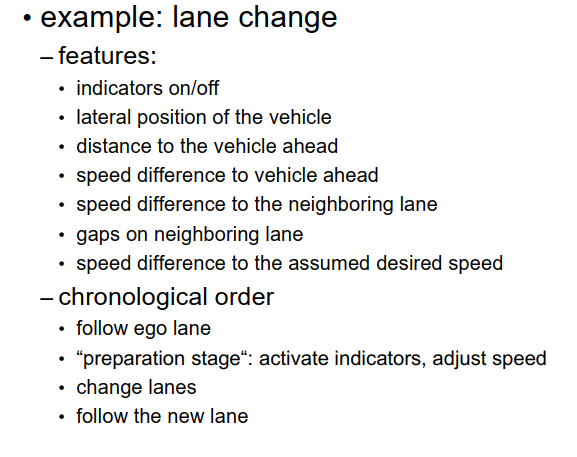 • example: lane change
– features:
• indicators on/off
• lateral position of the vehicle
• distance to the vehicle ahead
• speed difference to vehicle ahead
• speed difference to the neighboring lane
• gaps on neighboring lane
• speed difference to the assumed desired speed
– chronological order
• follow ego lane
• “preparation stage“: activate indicators, adjust speed
• change lanes
• follow the new lane